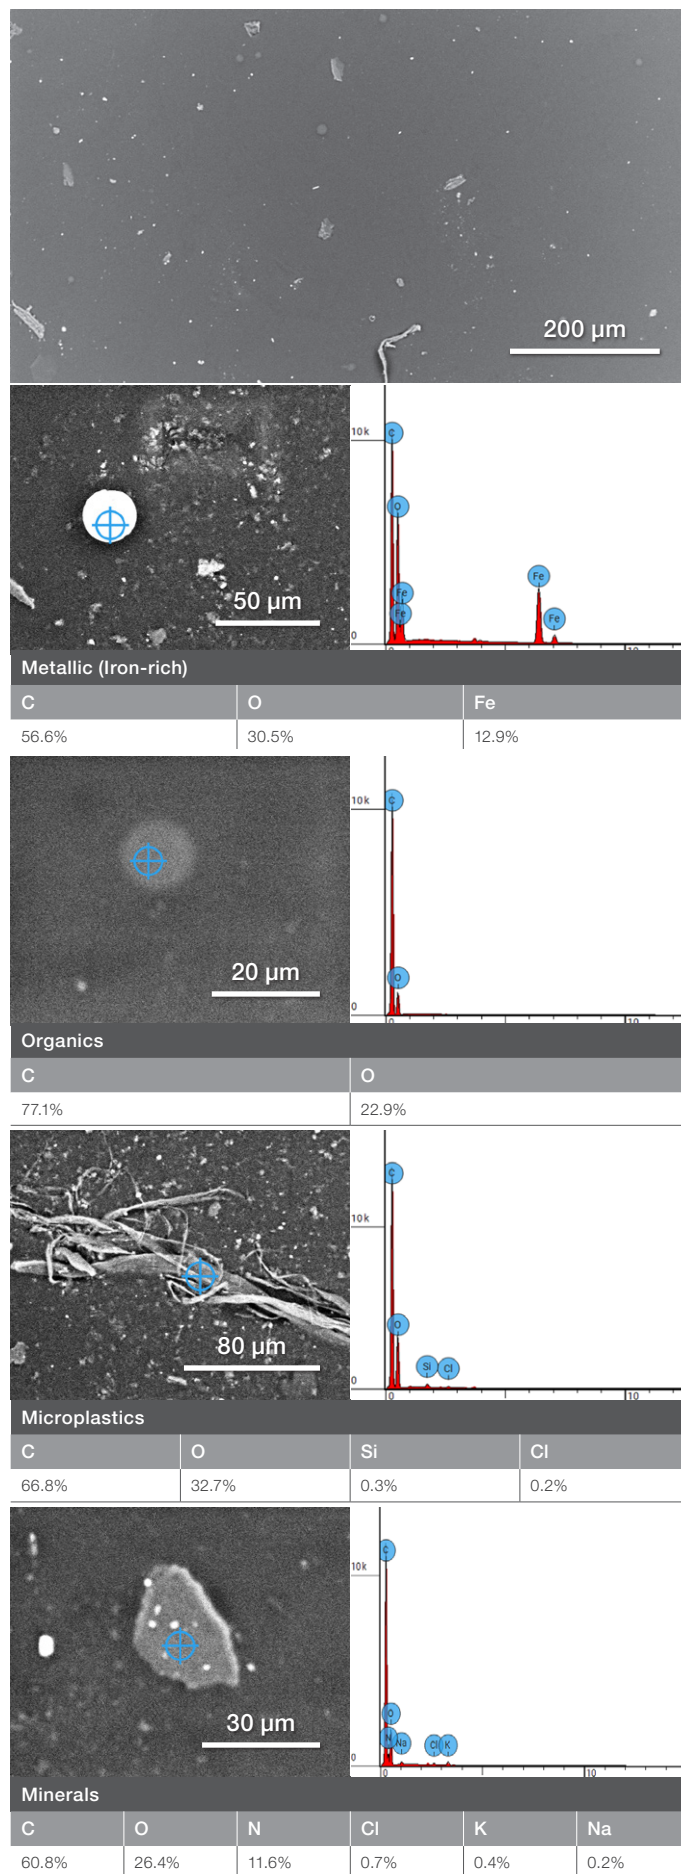 200 µm
50 µm
10k
C
O
Fe
Fe
Fe
Fe
0
10
Metallic (Iron-rich)
C O Fe
56.6% 30.5% 12.9%
20 µm
10k
C
O
0
0 10
Organics
C O
77.1% 22.9%
80 µm
C
10k
O
Si Cl
0
0 10
Microplastics
C O Si Cl
66.8% 32.7% 0.3% 0.2%
30 µm
C
10k
O
N Na Cl K
0
0 10
Minerals
C O N Cl K Na
60.8% 26.4% 11.6% 0.7% 0.4% 0.2%